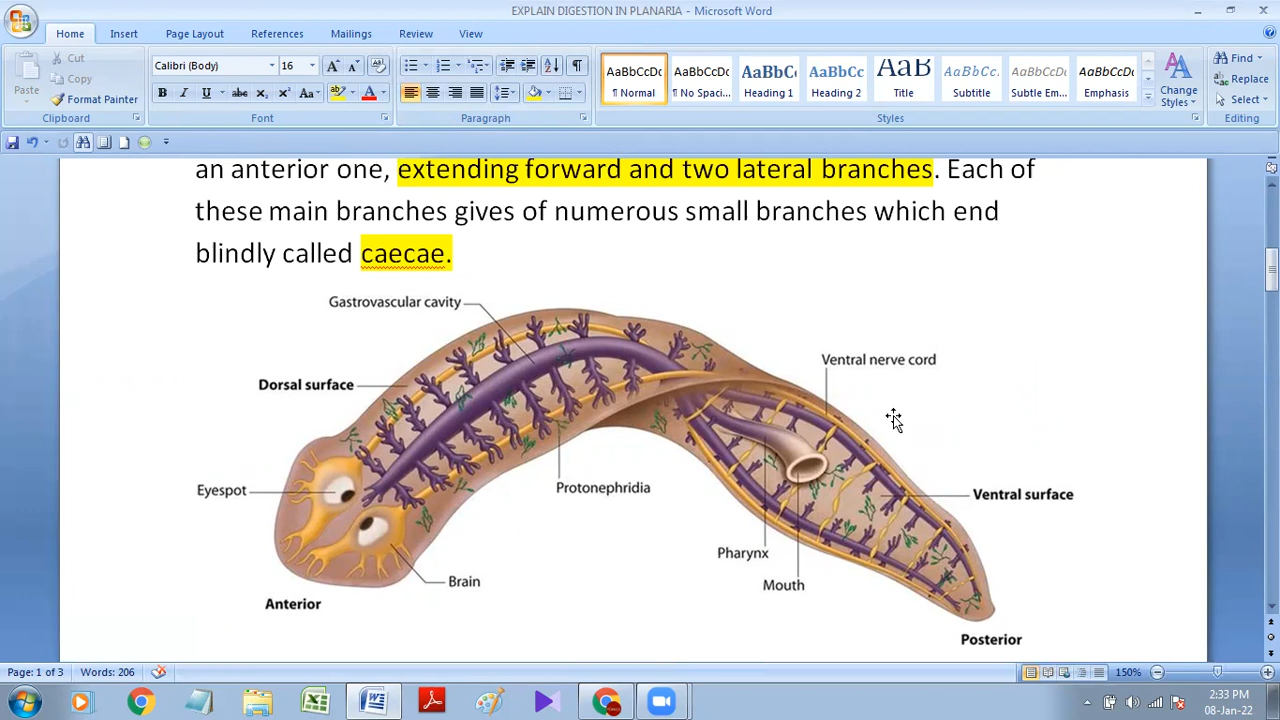 EXPLAIN DIGESTION IN PLANARIA - Microsoft Word
Home Insert Page Layout References Mailings Review View
Paste
Cut
Copy
Format Painter
Clipboard
Calibri (Body) 16
B I U abc x₂ x² Aa A
Font
Paragraph
AaBbCcDc AaBbCcDc AaBbC AaBbCc AaB AaBbCc. AaBbCcDc AaBbCcDc
¶ Normal ¶ No Spaci... Heading 1 Heading 2 Title Subtitle Subtle Em... Emphasis
Styles
Change
Styles
Find
Replace
Select
Editing
an anterior one, extending forward and two lateral branches. Each of
these main branches gives of numerous small branches which end
blindly called caecae.
Gastrovascular cavity
Ventral nerve cord
Dorsal surface
Eyespot
Protonephridia
Ventral surface
Pharynx
Brain
Mouth
Anterior
Posterior
Page: 1 of 3 Words: 206 150%
2:33 PM
08-Jan-22